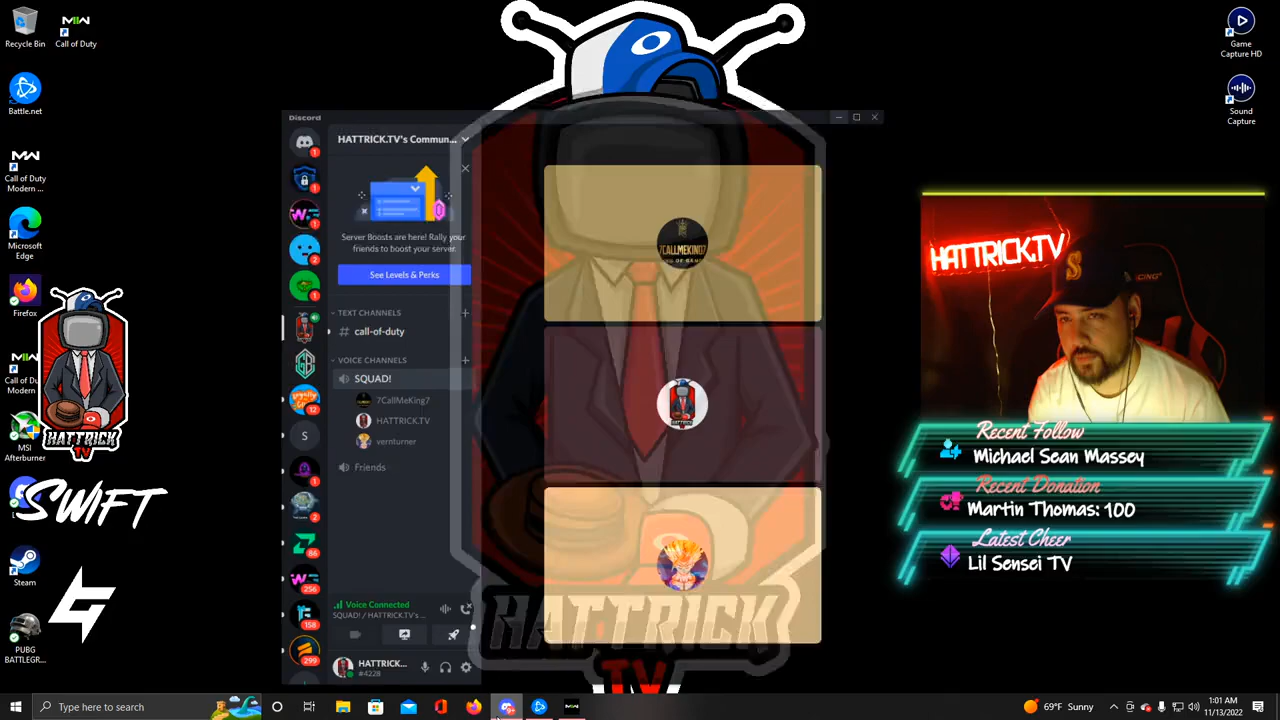 Recycle Bin
Call of Duty
Battle.net
Call of Duty
Modern ...
Microsoft
Edge
Firefox
Call of Du
Modern
MSI
Afterburner
HATTRICK
TV
SWIFT
Steam
PUBG
BATTLEGR...
Game
Capture HD
Sound
Capture
Discord
HATTRICK.TV's Commun...
Server Boosts are here! Rally your
friends to boost your server.
See Levels & Perks
TEXT CHANNELS
call-of-duty
VOICE CHANNELS
SQUAD!
7CallMeKing7
HATTRICK.TV
vernturner
Friends
Voice Connected
SQUAD! / HATTRICK.TV's ...
HATTRICK...
#4228
7CALLMEKING7
HATTRICK
TV
HATTRICK.TV
Recent Follow
Michael Sean Massey
Recent Donation
Martin Thomas: 100
Latest Cheer
Lil Sensei TV
Type here to search
69°F Sunny
1:01 AM
11/13/2022